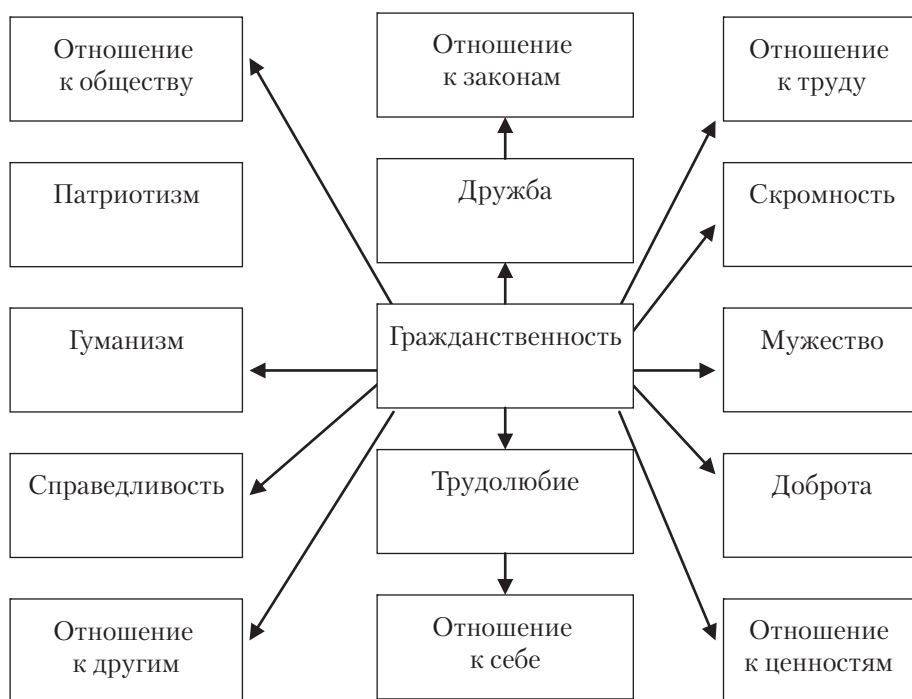 Отношение
к обществу
Отношение
к законам
Отношение
к труду
Патриотизм
Дружба
Скромность
Гуманизм
Гражданственность
Мужество
Справедливость
Трудолюбие
Доброта
Отношение
к другим
Отношение
к себе
Отношение
к ценностям